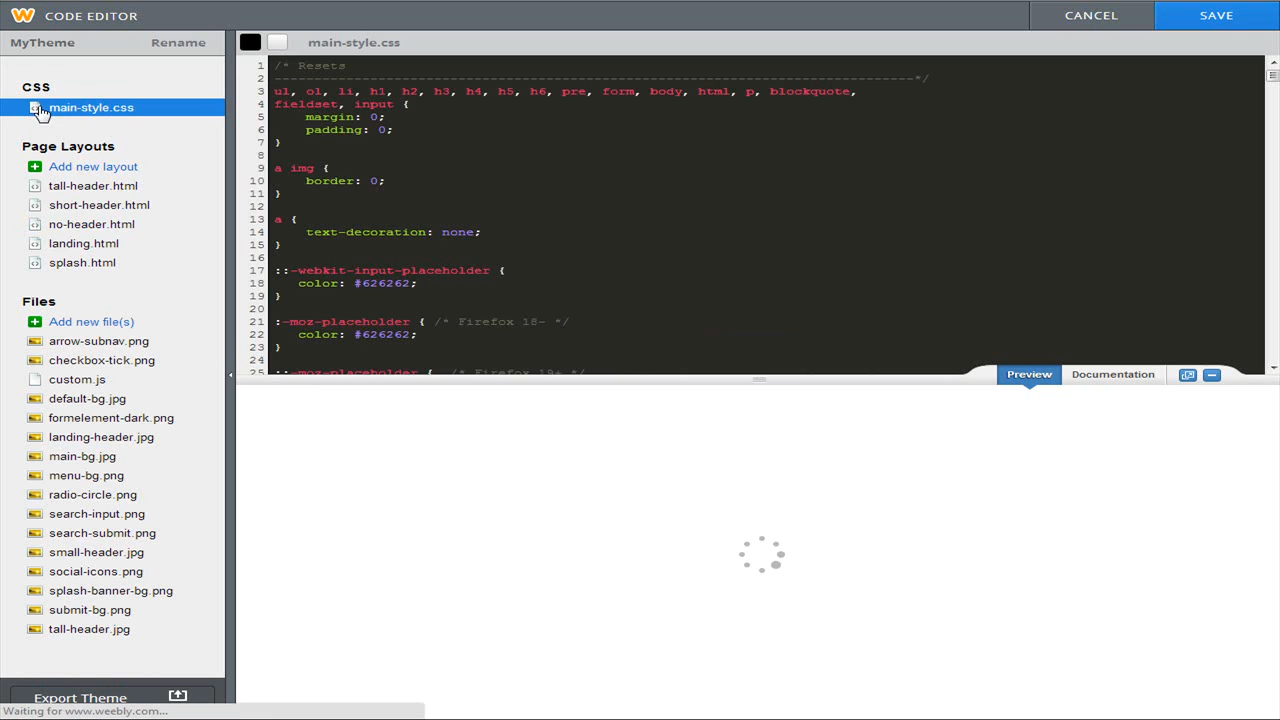 CODE EDITOR
CANCEL
SAVE
MyTheme
Rename
main-style.css
CSS
main-style.css
Page Layouts
Add new layout
tall-header.html
short-header.html
no-header.html
landing.html
splash.html
Files
Add new file(s)
arrow-subnav.png
checkbox-tick.png
custom.js
default-bg.jpg
formelement-dark.png
landing-header.jpg
main-bg.jpg
menu-bg.png
radio-circle.png
search-input.png
search-submit.png
small-header.jpg
social-icons.png
splash-banner-bg.png
submit-bg.png
tall-header.jpg
Export Theme
Waiting for www.weebly.com...
1 /* Resets
2 --------------------------------------------------------------------------------*/
3 ul, ol, li, h1, h2, h3, h4, h5, h6, pre, form, body, html, p, blockquote,
4 fieldset, input {
5 margin: 0;
6 padding: 0;
7 }
8
9 a img {
10 border: 0;
11 }
12
13 a {
14 text-decoration: none;
15 }
16
17 ::-webkit-input-placeholder {
18 color: #626262;
19 }
20
21 :-moz-placeholder { /* Firefox 18- */
22 color: #626262;
23 }
24
25 ::-moz-placeholder { /* Firefox 19+ */
Preview
Documentation